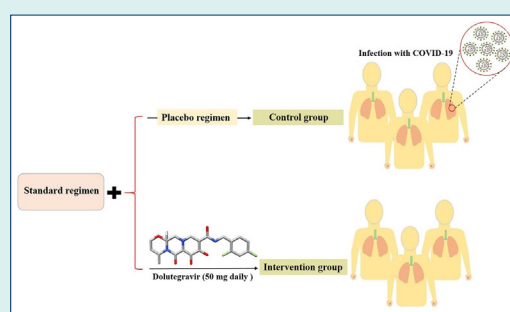 Infection with COVID-19
Placebo regimen
Control group
Standard regimen
Dolutegravir (50 mg daily )
Intervention group